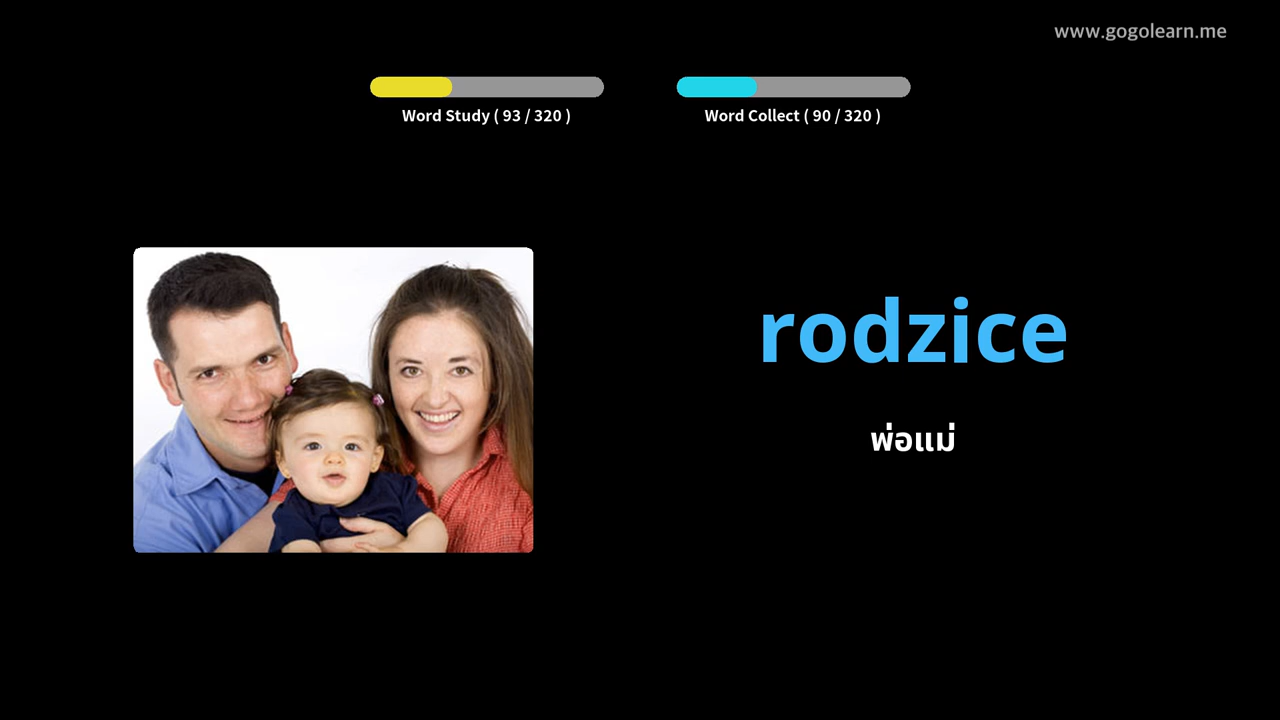 www.gogolearn.me
Word Study ( 93 / 320 )
Word Collect ( 90 / 320 )
rodzice
พ่อแม่